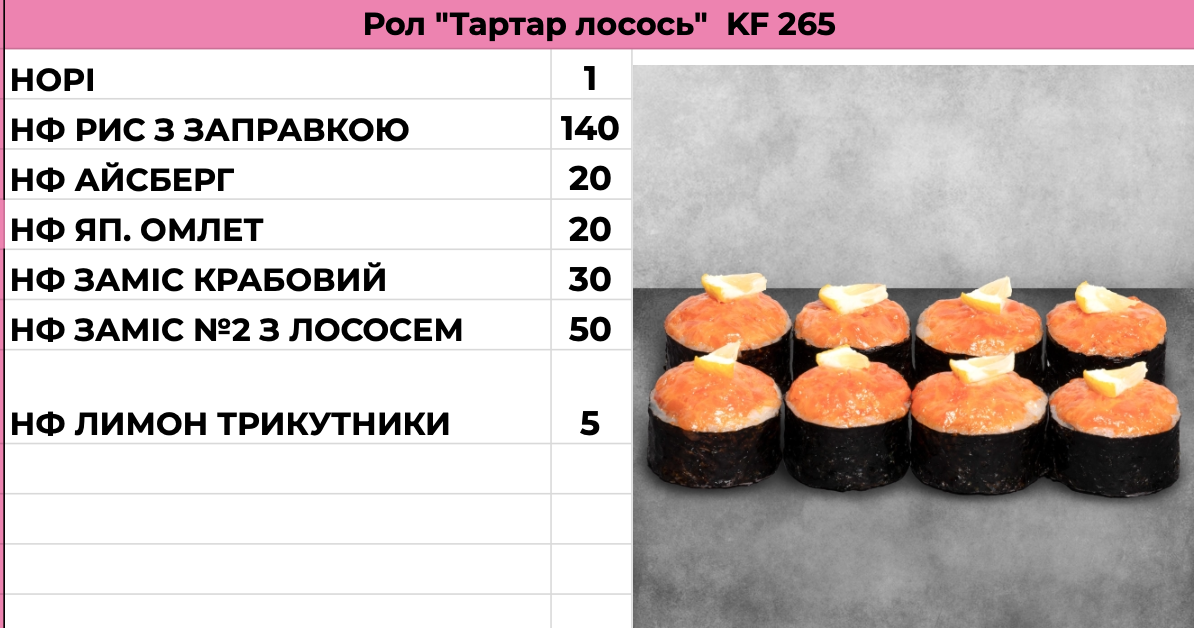 Рол "Тартар лосось" KF 265
НОРІ 1
НФ РИС З ЗАПРАВКОЮ 140
НФ АЙСБЕРГ 20
НФ ЯП. ОМЛЕТ 20
НФ ЗАМІС КРАБОВИЙ 30
НФ ЗАМІС №2 З ЛОСОСЕМ 50
НФ ЛИМОН ТРИКУТНИКИ 5